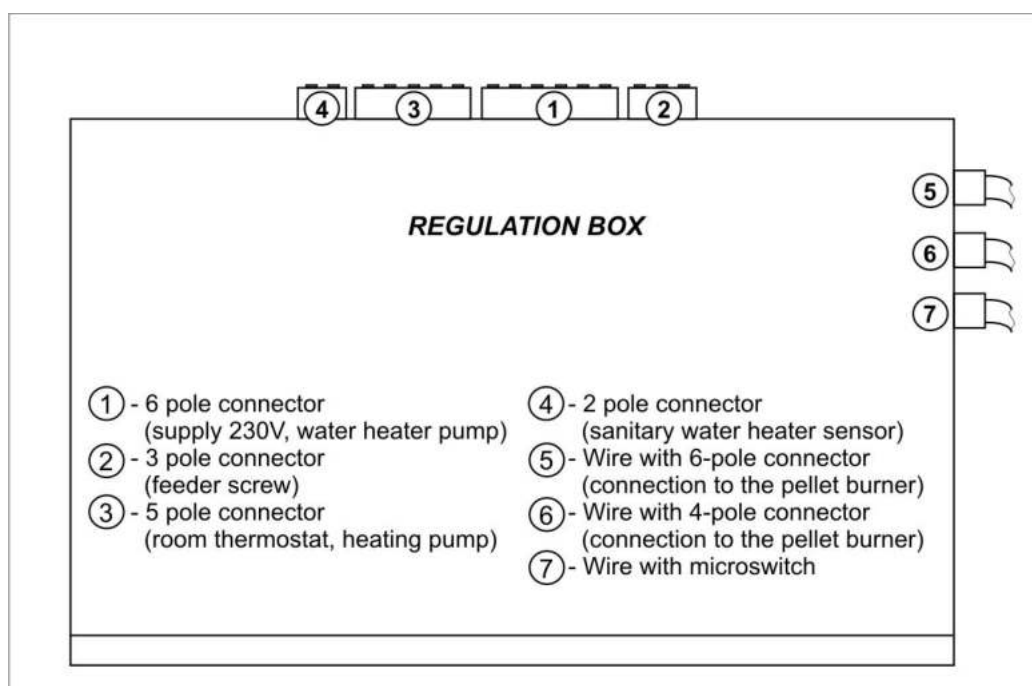 4 3 1 2
5
REGULATION BOX
6
7
1 - 6 pole connector
(supply 230V, water heater pump)
2 - 3 pole connector
(feeder screw)
3 - 5 pole connector
(room thermostat, heating pump)
4 - 2 pole connector
(sanitary water heater sensor)
5 - Wire with 6-pole connector
(connection to the pellet burner)
6 - Wire with 4-pole connector
(connection to the pellet burner)
7 - Wire with microswitch